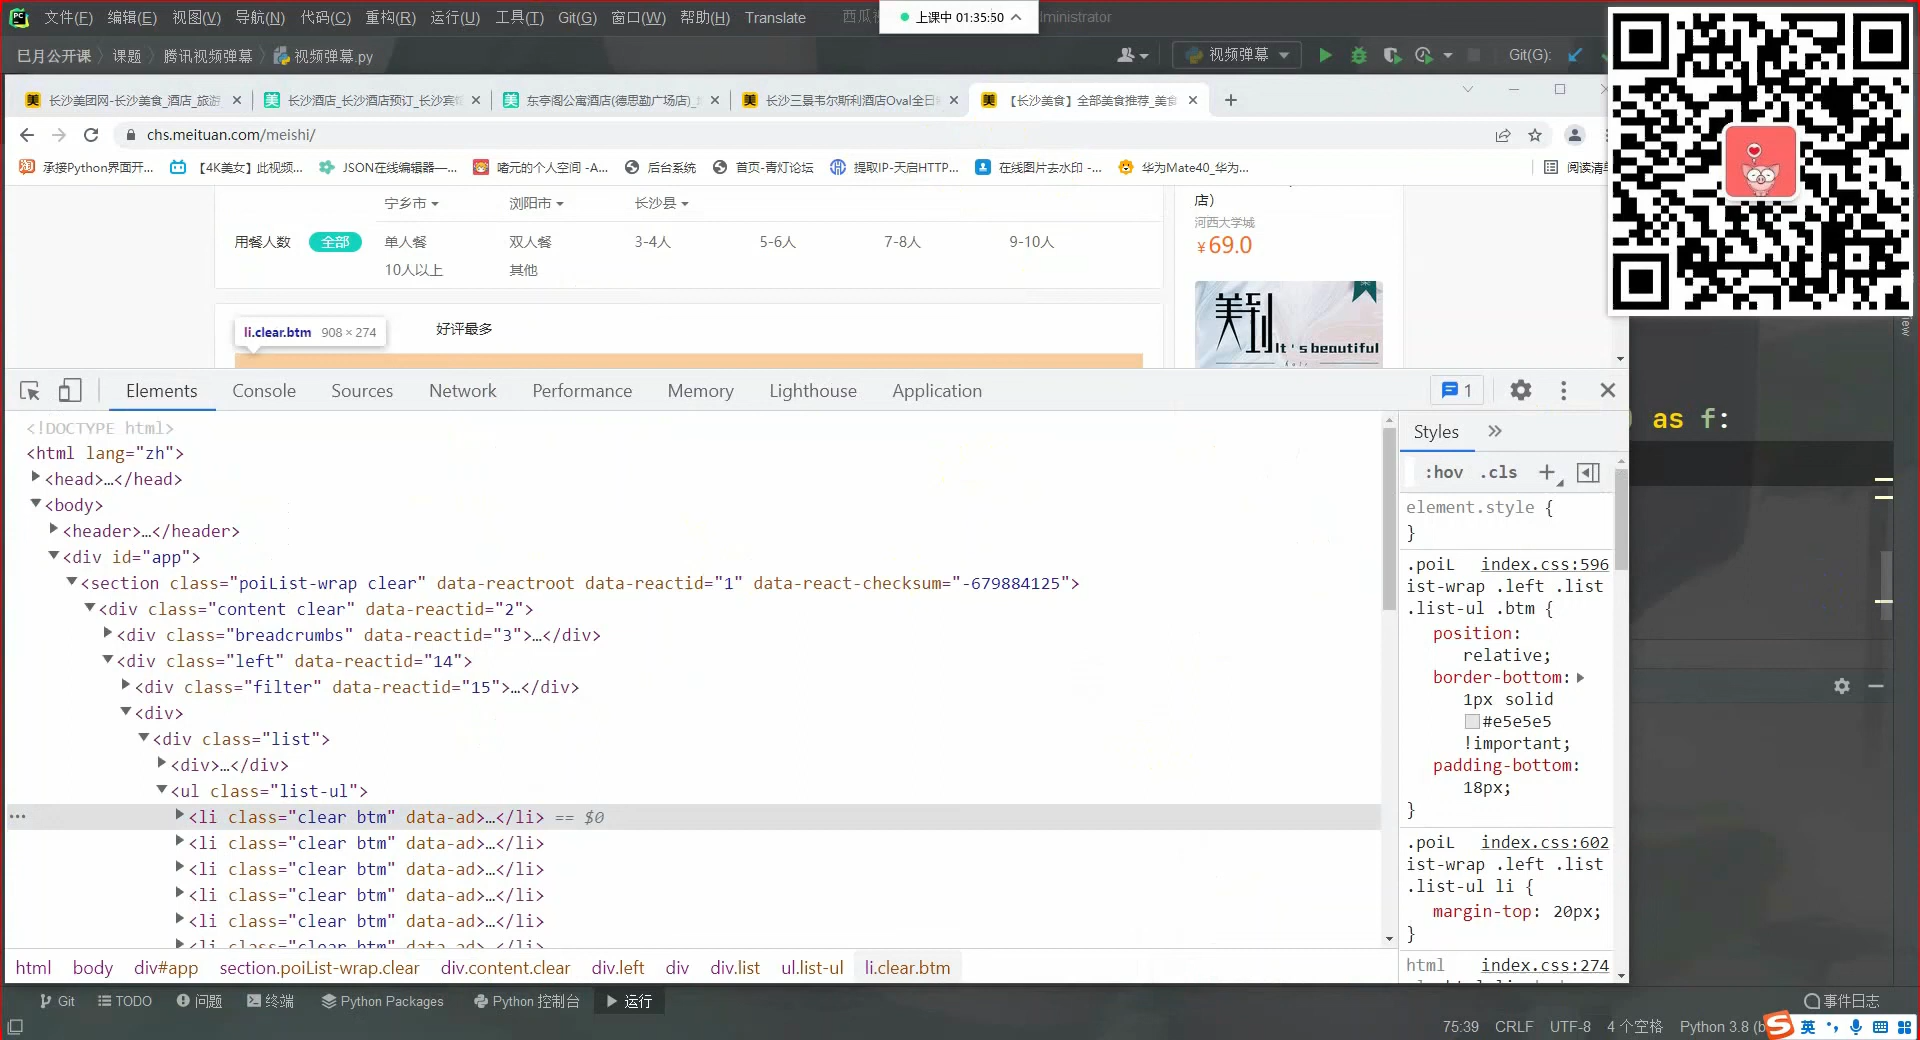 文件(F) 编辑(E) 视图(V) 导航(N) 代码(C) 重构(R) 运行(U) 工具(T) Git(G) 窗口(W) 帮助(H) Translate 西瓜 Administrator
上课中 01:35:50
巳月公开课 课题 腾讯视频弹幕 视频弹幕.py 视频弹幕 Git(G):
长沙美团网-长沙美食_酒店_旅游 长沙酒店_长沙酒店预订_长沙宾馆 东亭阁公寓酒店(德思勤广场店)_ 长沙三景韦尔斯利酒店Oval全日 【长沙美食】全部美食推荐_美食
chs.meituan.com/meishi/
承接Python界面开... 【4K美女】此视频... JSON在线编辑器—... 嗜元的个人空间 -A... 后台系统 首页-青灯论坛 提取IP-天启HTTP... 在线图片去水印 -... 华为Mate40_华为... 阅读清单
宁乡市 浏阳市 长沙县
用餐人数 全部 单人餐 双人餐 3-4人 5-6人 7-8人 9-10人
10人以上 其他
店)
河西大学城
¥69.0
美到
It's beautiful
li.clear.btm 908 × 274
好评最多
Elements Console Sources Network Performance Memory Lighthouse Application 1
<!DOCTYPE html>
<html lang="zh">
<head>…</head>
<body>
<header>…</header>
<div id="app">
<section class="poiList-wrap clear" data-reactroot data-reactid="1" data-react-checksum="-679884125">
<div class="content clear" data-reactid="2">
<div class="breadcrumbs" data-reactid="3">…</div>
<div class="left" data-reactid="14">
<div class="filter" data-reactid="15">…</div>
<div>
<div class="list">
<div>…</div>
<ul class="list-ul">
<li class="clear btm" data-ad>…</li> == $0
<li class="clear btm" data-ad>…</li>
<li class="clear btm" data-ad>…</li>
<li class="clear btm" data-ad>…</li>
<li class="clear btm" data-ad>…</li>
<li class="clear btm" data-ad>…</li>
html body div#app section.poiList-wrap.clear div.content.clear div.left div div.list ul.list-ul li.clear.btm
Styles
:hov .cls
element.style {
}
.poiL index.css:596
ist-wrap .left .list
.list-ul .btm {
position:
relative;
border-bottom:
1px solid
#e5e5e5
!important;
padding-bottom:
18px;
}
.poiL index.css:602
ist-wrap .left .list
.list-ul li {
margin-top: 20px;
}
html index.css:274
as f:
Git TODO 问题 终端 Python Packages Python 控制台 运行 事件日志
75:39 CRLF UTF-8 4 个空格 Python 3.8 (b
英